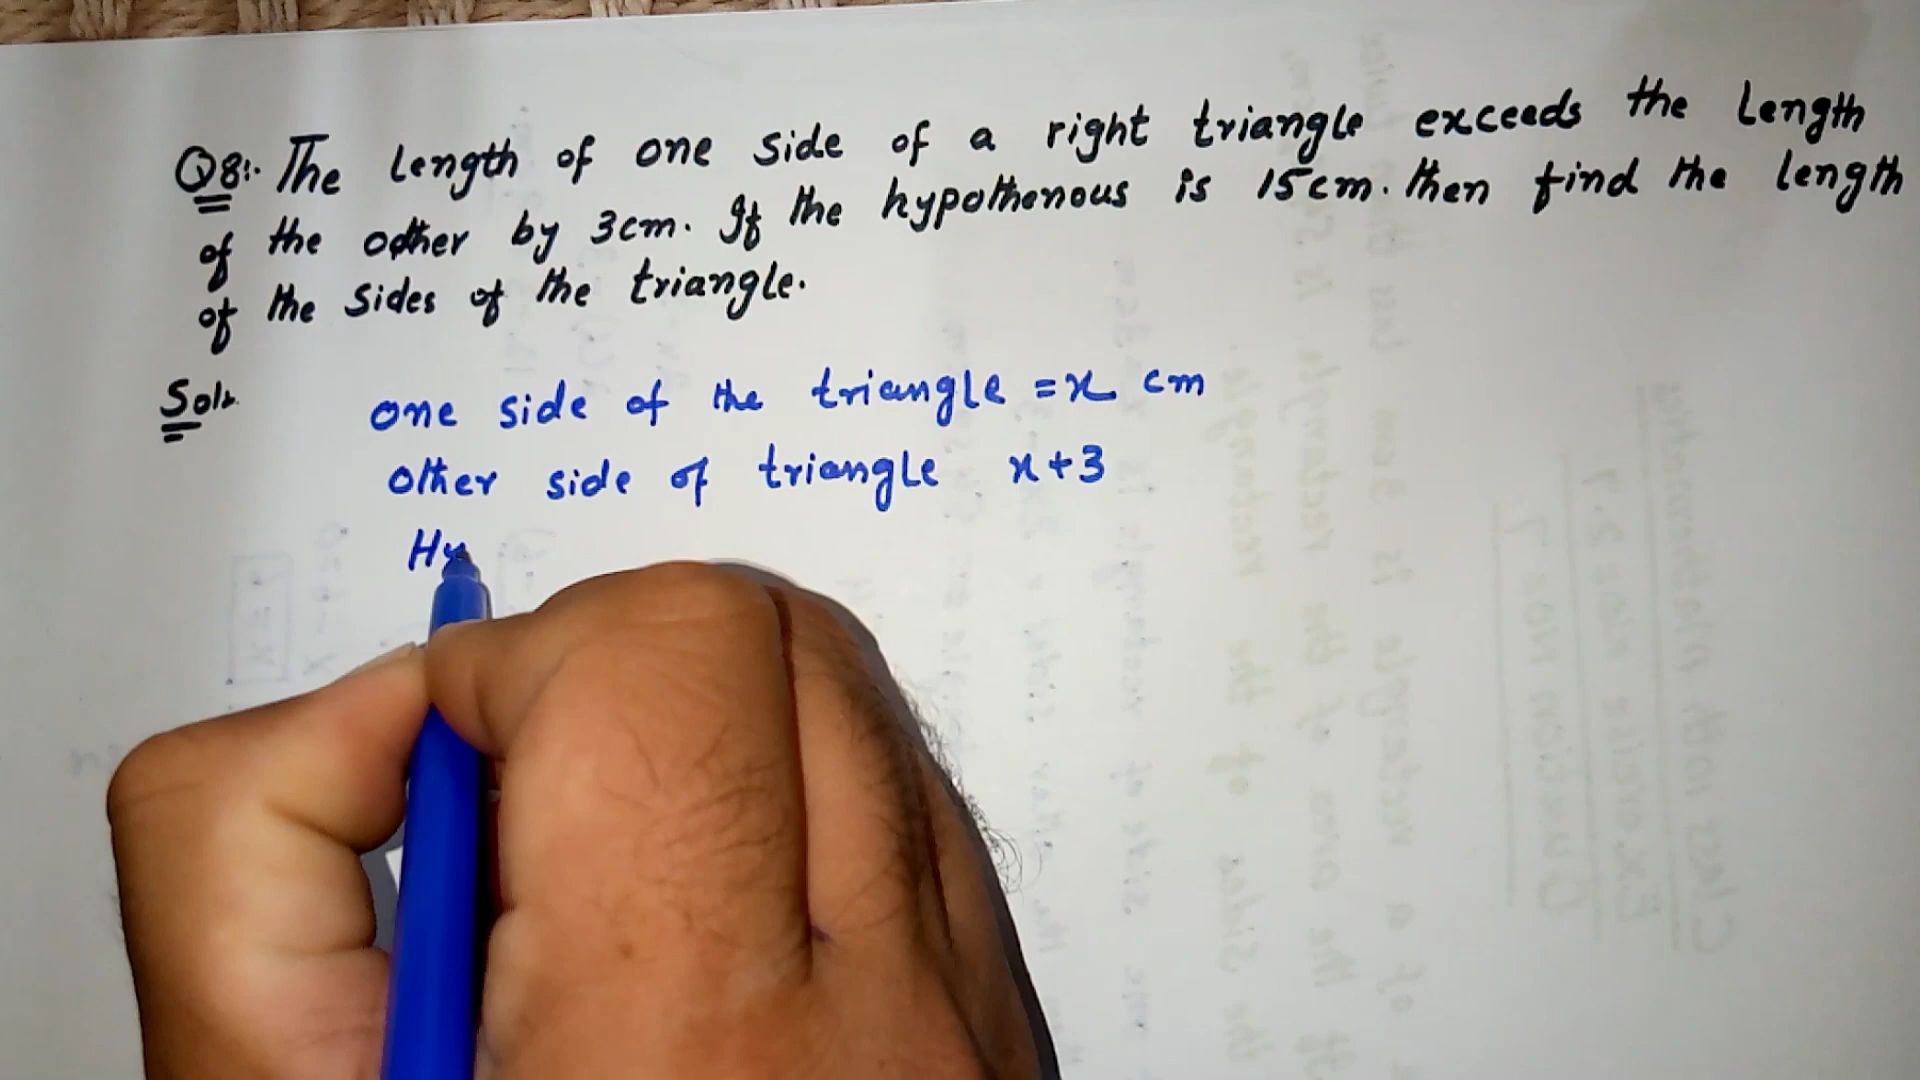 Q8:- The length of one side of a right triangle exceeds the length
of the other by 3cm. If the hypothenous is 15cm. then find the length
of the sides of the triangle.
Sol:
one side of the triangle = x cm
other side of triangle x+3
Hy